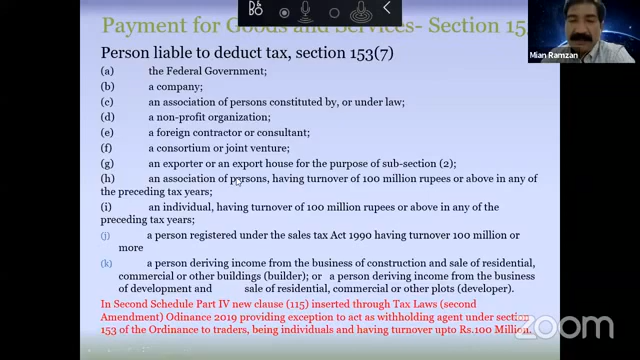 Payment for Goods and Services- Section 15
Mian Ramzan
Person liable to deduct tax, section 153(7)
(a) the Federal Government;
(b) a company;
(c) an association of persons constituted by, or under law;
(d) a non-profit organization;
(e) a foreign contractor or consultant;
(f) a consortium or joint venture;
(g) an exporter or an export house for the purpose of sub-section (2);
(h) an association of persons, having turnover of 100 million rupees or above in any of
the preceding tax years;
(i) an individual, having turnover of 100 million rupees or above in any of the
preceding tax years;
(j) a person registered under the sales tax Act 1990 having turnover 100 million or
more
(k) a person deriving income from the business of construction and sale of residential,
commercial or other buildings (builder); or a person deriving income from the business
of development and sale of residential, commercial or other plots (developer).
In Second Schedule Part IV new clause (115) inserted through Tax Laws (second
Amendment) Odinance 2019 providing exception to act as withholding agent under section
153 of the Ordinance to traders, being individuals and having turnover upto Rs.100 Million.
zoom